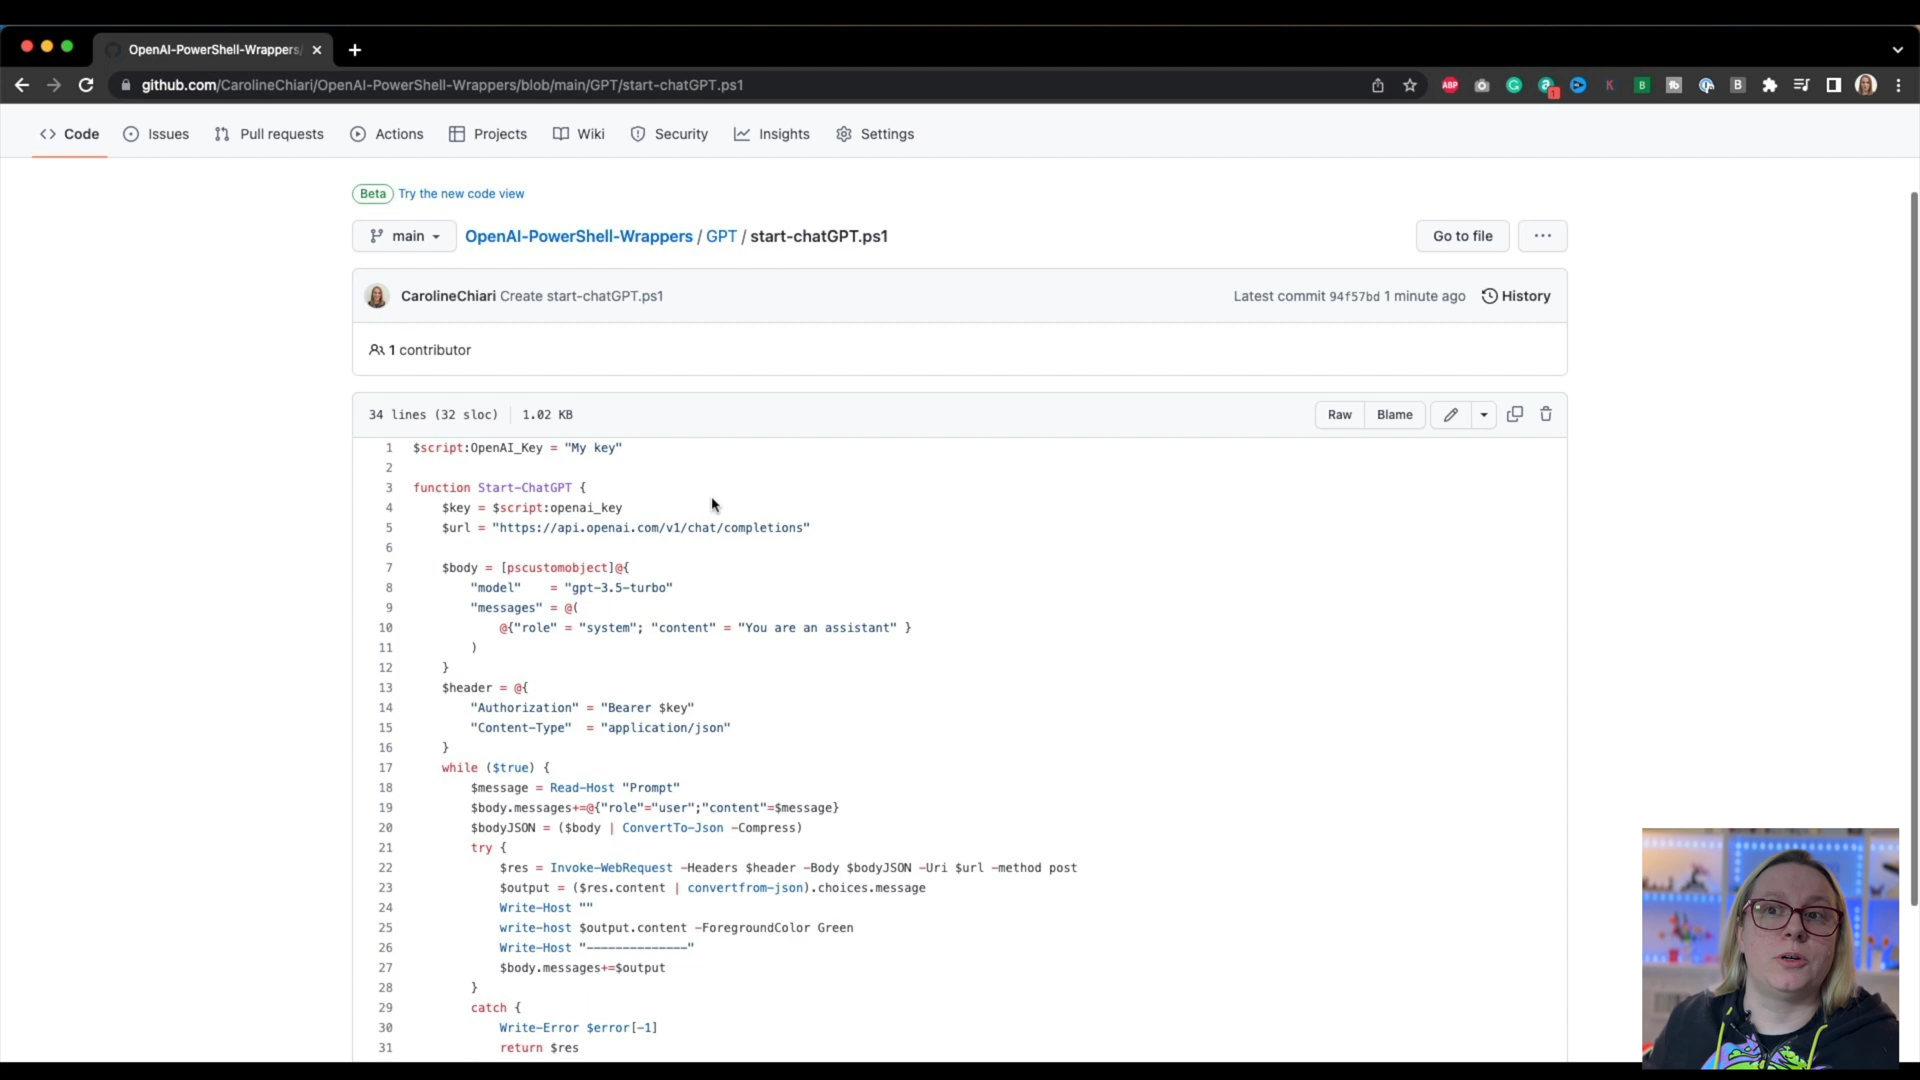 OpenAI-PowerShell-Wrappers/
github.com/CarolineChiari/OpenAI-PowerShell-Wrappers/blob/main/GPT/start-chatGPT.ps1
ABP
1
K
B
B
Code
Issues
Pull requests
Actions
Projects
Wiki
Security
Insights
Settings
Beta
Try the new code view
main
OpenAI-PowerShell-Wrappers / GPT / start-chatGPT.ps1
Go to file
...
CarolineChiari Create start-chatGPT.ps1
Latest commit 94f57bd 1 minute ago
History
1 contributor
34 lines (32 sloc)
1.02 KB
Raw
Blame
1 $script:OpenAI_Key = "My key"
2
3 function Start-ChatGPT {
4 $key = $script:openai_key
5 $url = "https://api.openai.com/v1/chat/completions"
6
7 $body = [pscustomobject]@{
8 "model"    = "gpt-3.5-turbo"
9 "messages" = @(
10 @{"role" = "system"; "content" = "You are an assistant" }
11 )
12 }
13 $header = @{
14 "Authorization" = "Bearer $key"
15 "Content-Type"  = "application/json"
16 }
17 while ($true) {
18 $message = Read-Host "Prompt"
19 $body.messages+=@{"role"="user";"content"=$message}
20 $bodyJSON = ($body | ConvertTo-Json -Compress)
21 try {
22 $res = Invoke-WebRequest -Headers $header -Body $bodyJSON -Uri $url -method post
23 $output = ($res.content | convertfrom-json).choices.message
24 Write-Host ""
25 write-host $output.content -ForegroundColor Green
26 Write-Host "--------------"
27 $body.messages+=$output
28 }
29 catch {
30 Write-Error $error[-1]
31 return $res